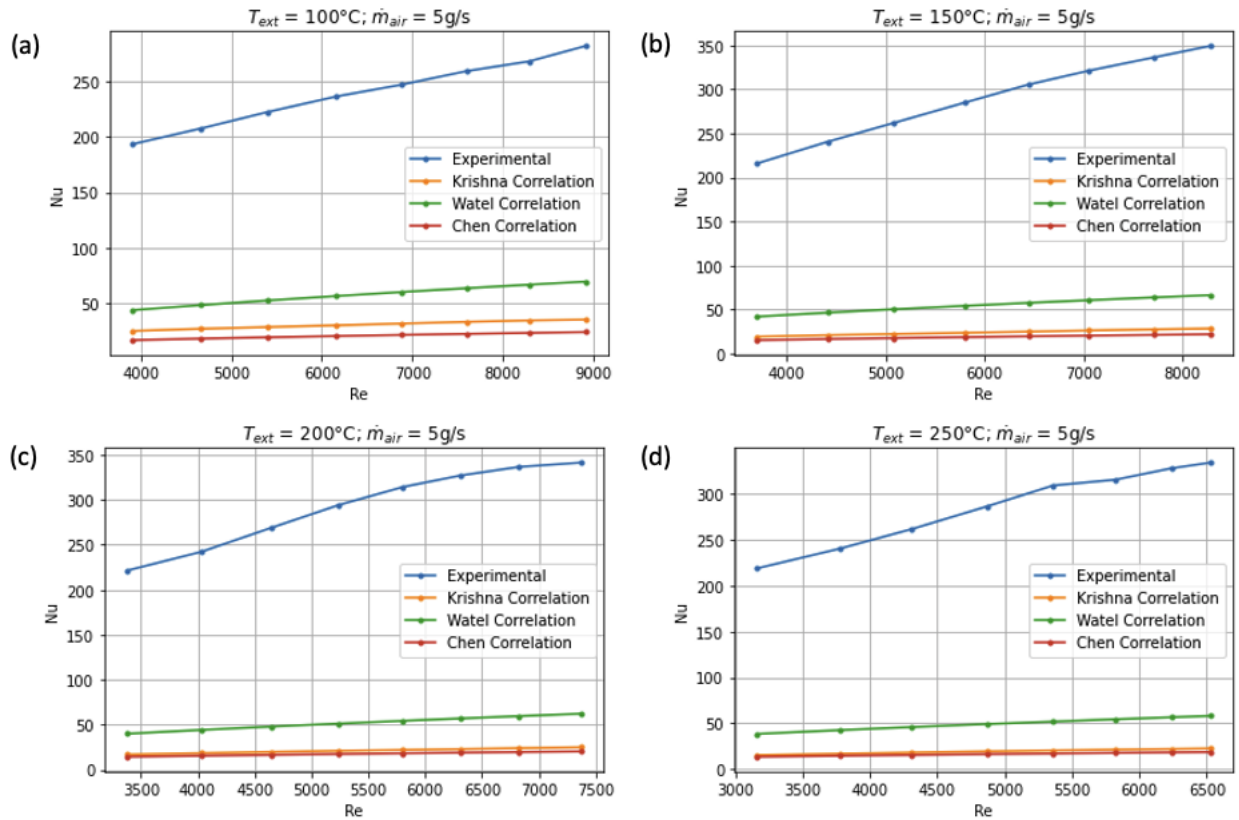 (a)
T_ext = 100°C; ṁ_air = 5g/s
Nu
250
200
150
100
50
Experimental
Krishna Correlation
Watel Correlation
Chen Correlation
4000 5000 6000 7000 8000 9000
Re
(b)
T_ext = 150°C; ṁ_air = 5g/s
Nu
350
300
250
200
150
100
50
0
Experimental
Krishna Correlation
Watel Correlation
Chen Correlation
4000 5000 6000 7000 8000
Re
(c)
T_ext = 200°C; ṁ_air = 5g/s
Nu
350
300
250
200
150
100
50
0
Experimental
Krishna Correlation
Watel Correlation
Chen Correlation
3500 4000 4500 5000 5500 6000 6500 7000 7500
Re
(d)
T_ext = 250°C; ṁ_air = 5g/s
Nu
300
250
200
150
100
50
0
Experimental
Krishna Correlation
Watel Correlation
Chen Correlation
3000 3500 4000 4500 5000 5500 6000 6500
Re